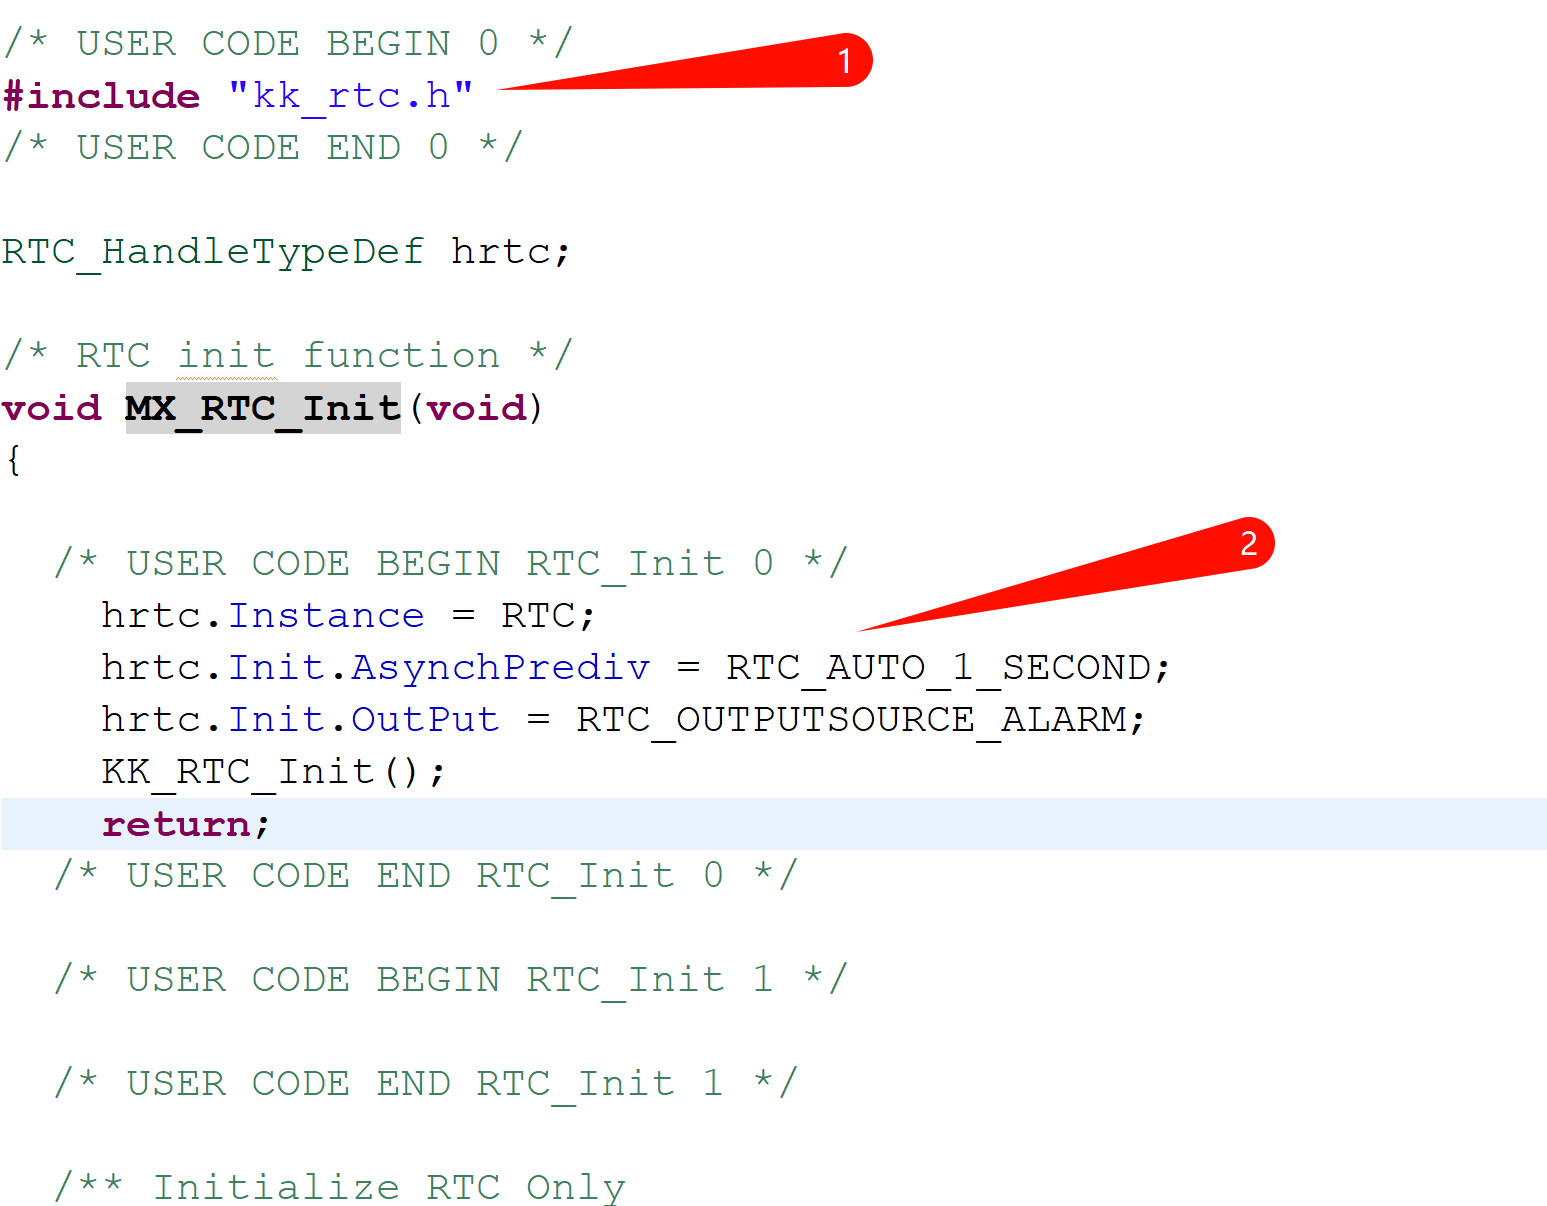 /* USER CODE BEGIN 0 */
1
#include "kk_rtc.h"
/* USER CODE END 0 */
RTC_HandleTypeDef hrtc;
/* RTC init function */
void MX_RTC_Init(void)
{
2
/* USER CODE BEGIN RTC_Init 0 */
hrtc.Instance = RTC;
hrtc.Init.AsynchPrediv = RTC_AUTO_1_SECOND;
hrtc.Init.OutPut = RTC_OUTPUTSOURCE_ALARM;
KK_RTC_Init();
return;
/* USER CODE END RTC_Init 0 */
/* USER CODE BEGIN RTC_Init 1 */
/* USER CODE END RTC_Init 1 */
/** Initialize RTC Only